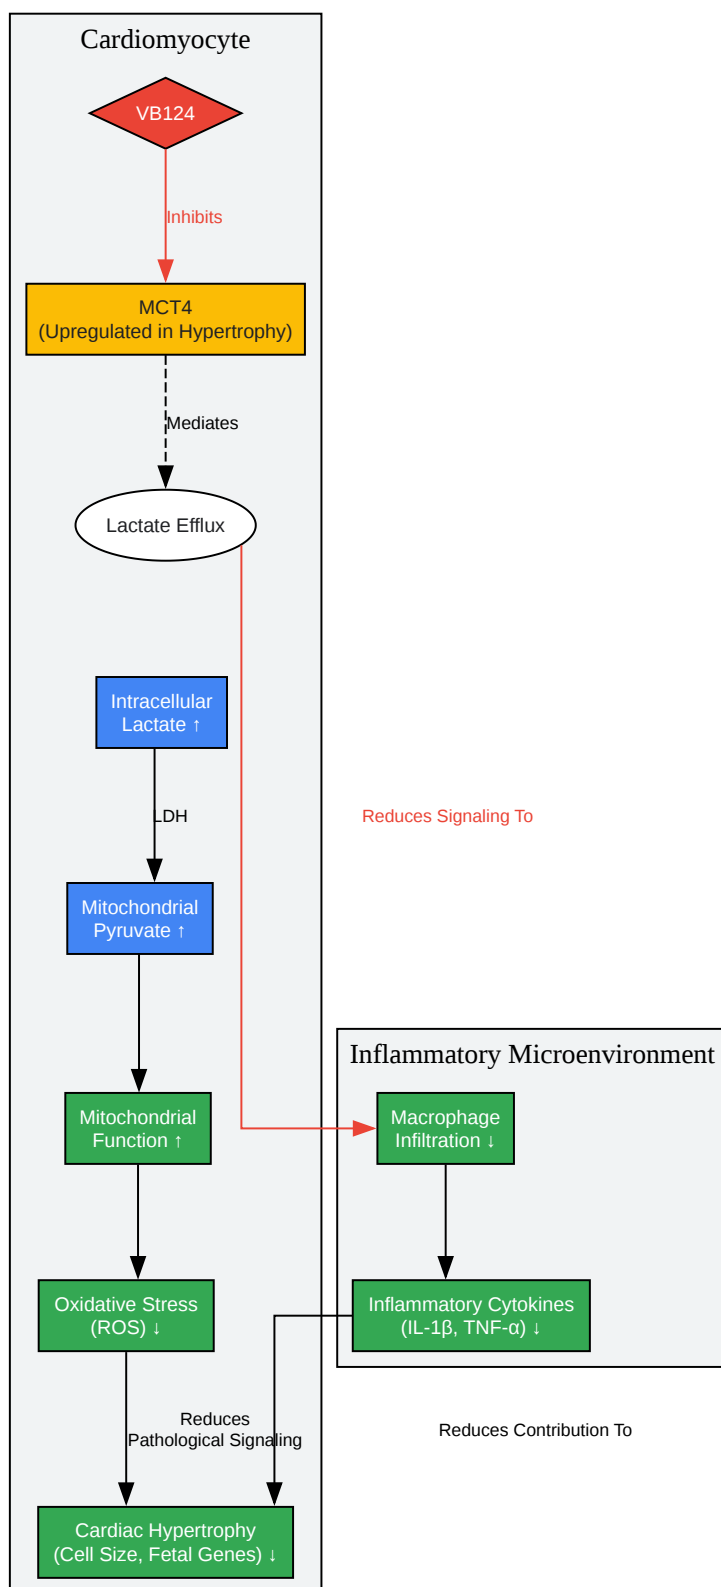 Cardiomyocyte
VB124
Inhibits
MCT4
(Upregulated in Hypertrophy)
Mediates
Lactate Efflux
Intracellular
Lactate ↑
LDH
Reduces Signaling To
Mitochondrial
Pyruvate ↑
Inflammatory Microenvironment
Mitochondrial
Function ↑
Macrophage
Infiltration ↓
Oxidative Stress
(ROS) ↓
Inflammatory Cytokines
(IL-1β, TNF-α) ↓
Reduces
Pathological Signaling
Reduces Contribution To
Cardiac Hypertrophy
(Cell Size, Fetal Genes) ↓